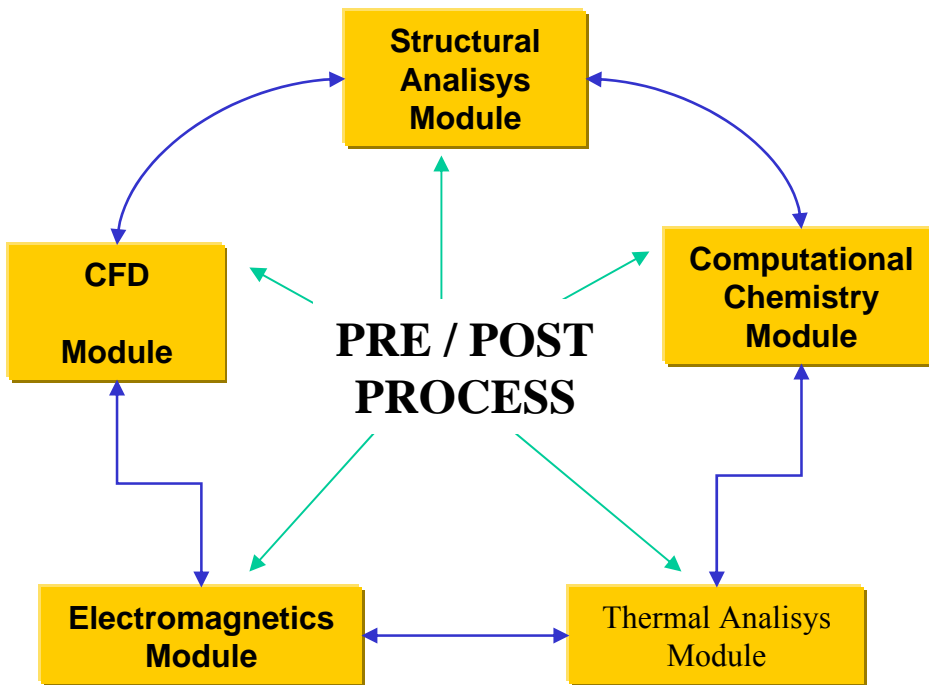 Structural
Analisys
Module
CFD
Module
Computational
Chemistry
Module
PRE / POST
PROCESS
Electromagnetics
Module
Thermal Analisys
Module